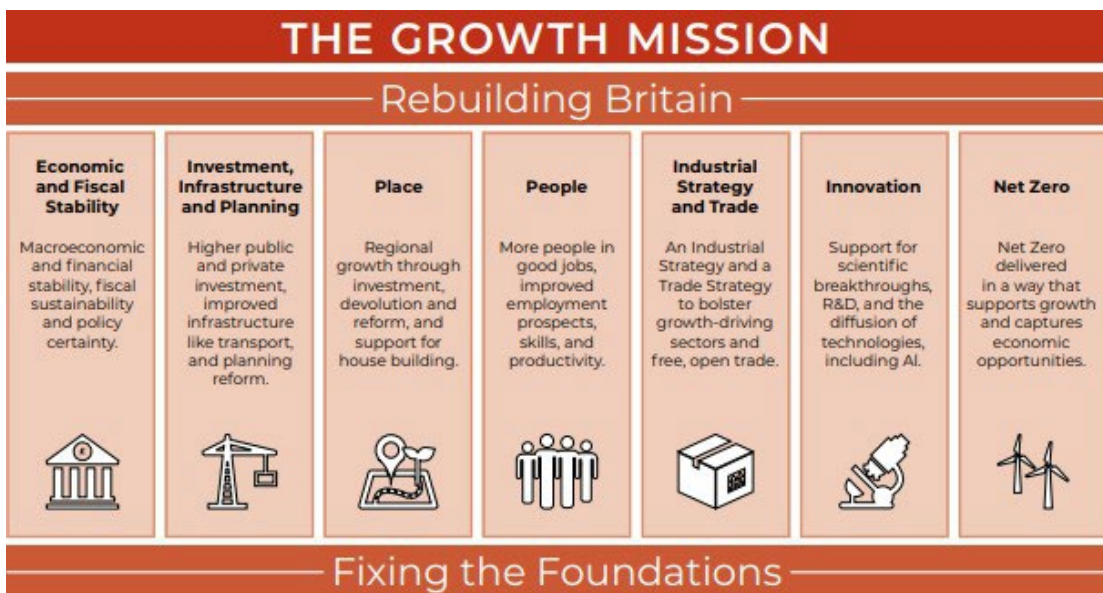 THE GROWTH MISSION
Rebuilding Britain
Economic
and Fiscal
Stability
Macroeconomic
and financial
stability, fiscal
sustainability
and policy
certainty.
Investment,
Infrastructure
and Planning
Higher public
and private
investment,
improved
infrastructure
like transport,
and planning
reform.
Place
Regional
growth through
investment,
devolution and
reform, and
support for
house building.
People
More people in
good jobs,
improved
employment
prospects,
skills, and
productivity.
Industrial
Strategy
and Trade
An Industrial
Strategy and a
Trade Strategy
to bolster
growth-driving
sectors and
free, open trade.
Innovation
Support for
scientific
breakthroughs,
R&D, and the
diffusion of
technologies,
including AI.
Net Zero
Net Zero
delivered
in a way that
supports growth
and captures
economic
opportunities.
Fixing the Foundations